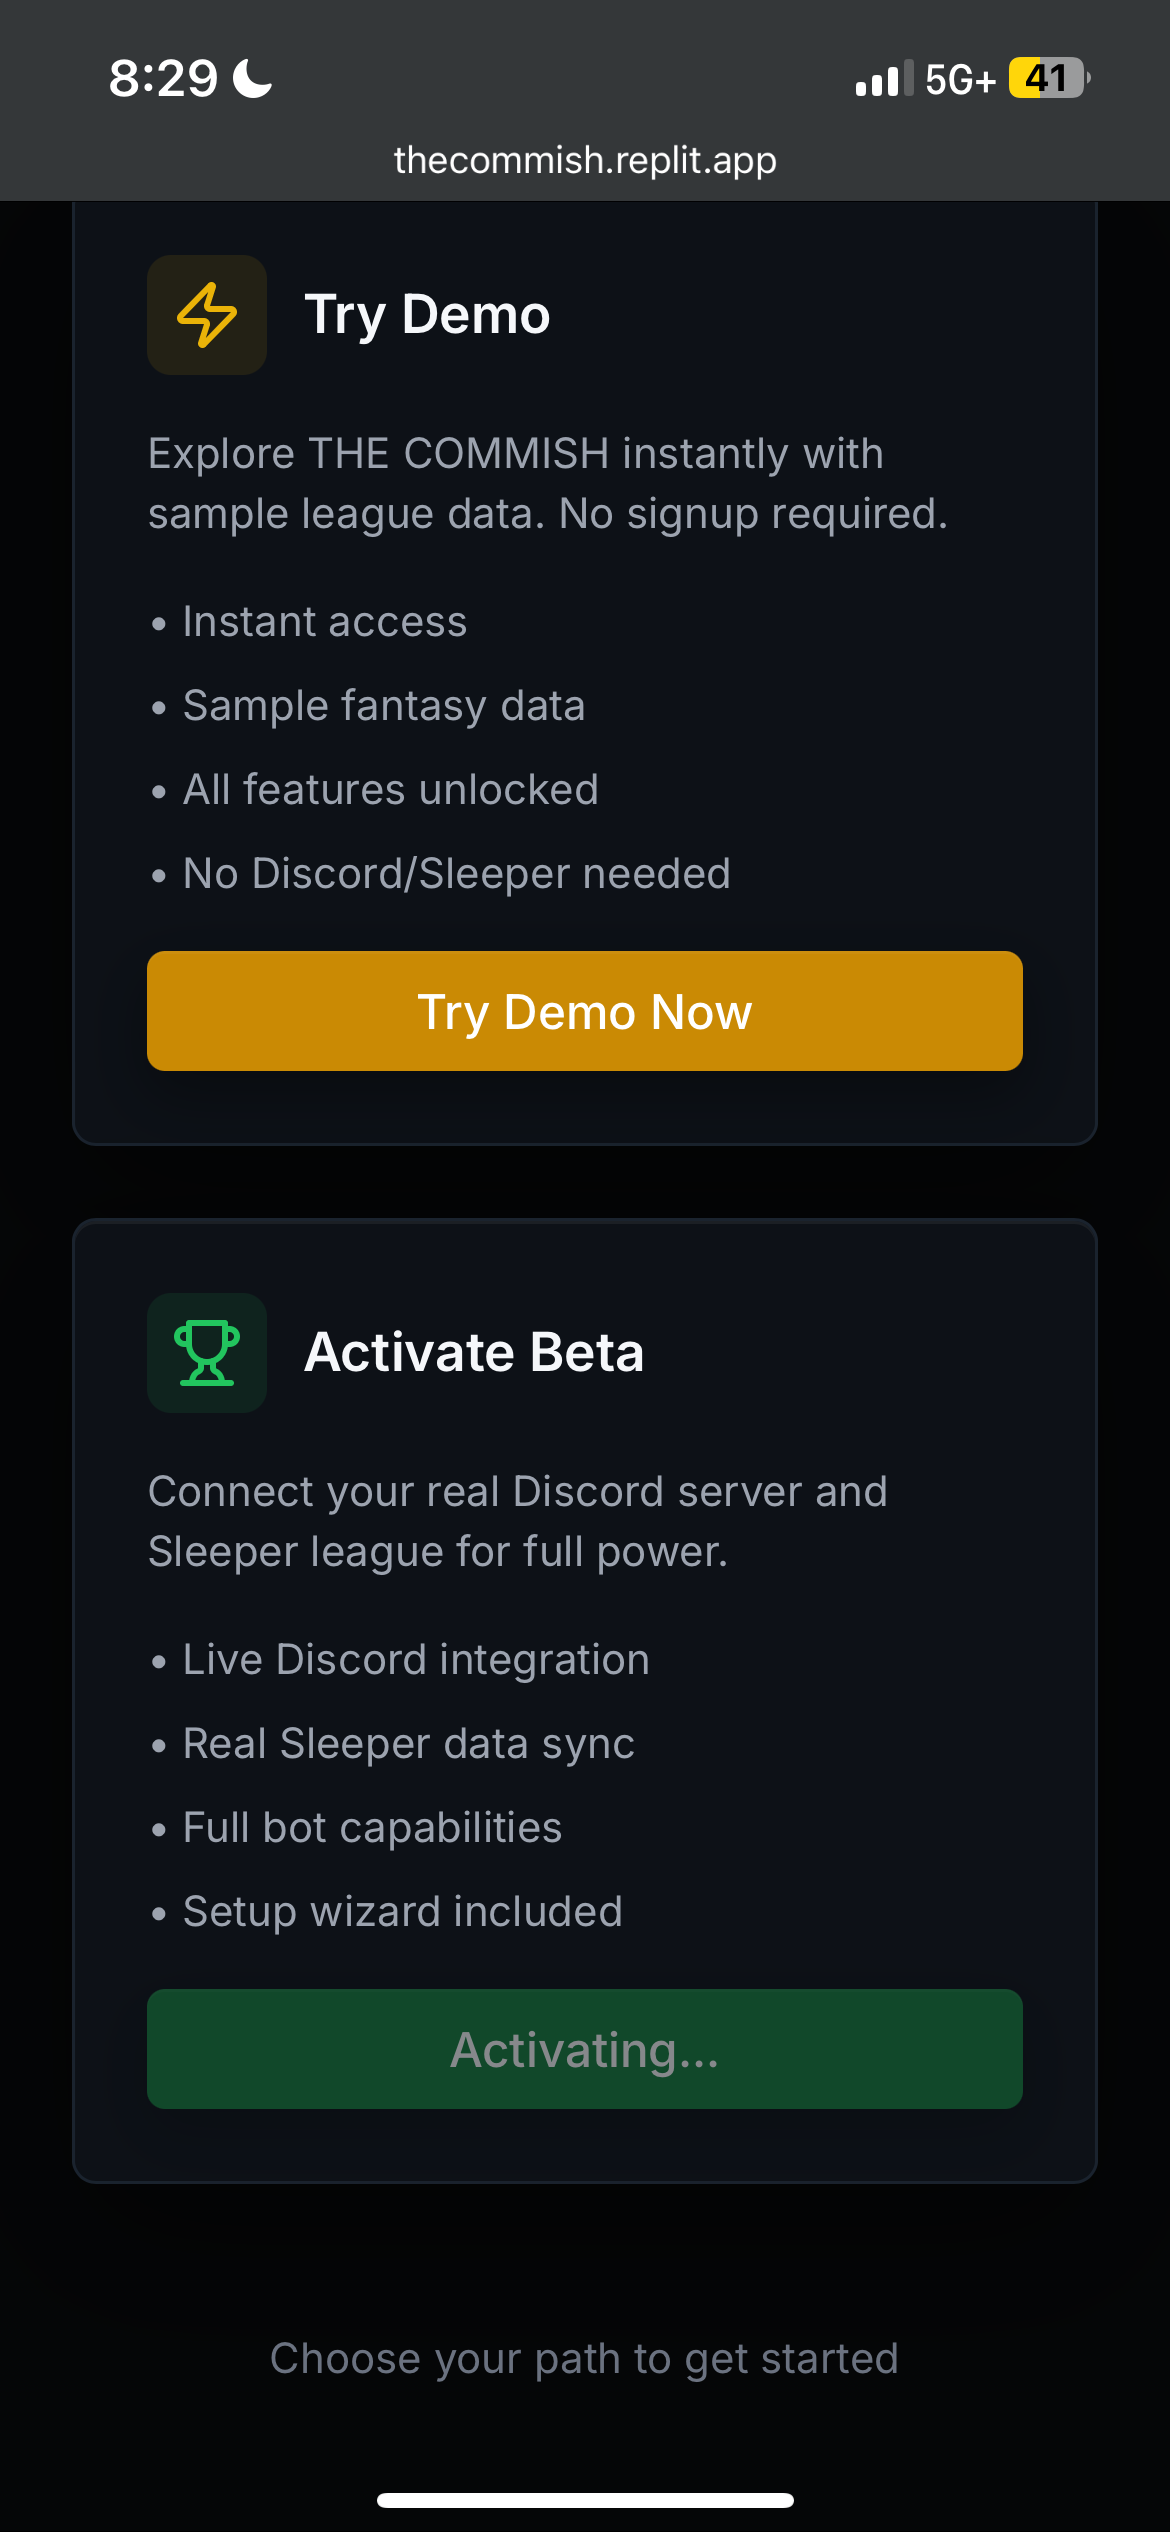 8:29
5G+
41
thecommish.replit.app
Try Demo
Explore THE COMMISH instantly with
sample league data. No signup required.
• Instant access
• Sample fantasy data
• All features unlocked
• No Discord/Sleeper needed
Try Demo Now
Activate Beta
Connect your real Discord server and
Sleeper league for full power.
• Live Discord integration
• Real Sleeper data sync
• Full bot capabilities
• Setup wizard included
Activating...
Choose your path to get started